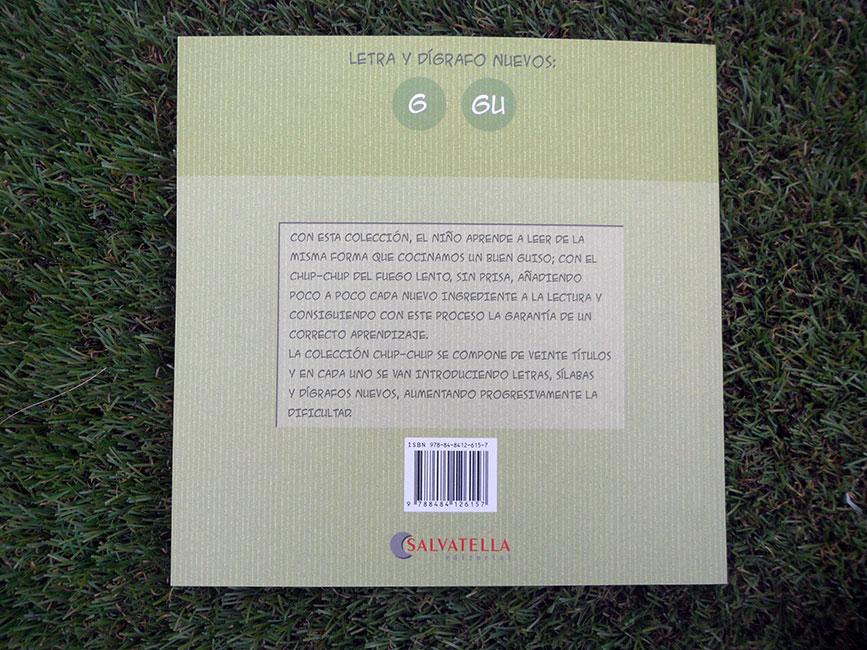 LETRA Y DÍGRAFO NUEVOS:
G GU
CON ESTA COLECCIÓN, EL NIÑO APRENDE A LEER DE LA
MISMA FORMA QUE COCINAMOS UN BUEN GUISO; CON EL
CHUP-CHUP DEL FUEGO LENTO, SIN PRISA, AÑADIENDO
POCO A POCO CADA NUEVO INGREDIENTE A LA LECTURA Y
CONSIGUIENDO CON ESTE PROCESO LA GARANTÍA DE UN
CORRECTO APRENDIZAJE.
LA COLECCIÓN CHUP-CHUP SE COMPONE DE VEINTE TÍTULOS
Y EN CADA UNO SE VAN INTRODUCIENDO LETRAS, SÍLABAS
Y DÍGRAFOS NUEVOS, AUMENTANDO PROGRESIVAMENTE LA
DIFICULTAD.
ISBN 978-84-8412-615-7
9 788484 126157
SALVATELLA
editorial